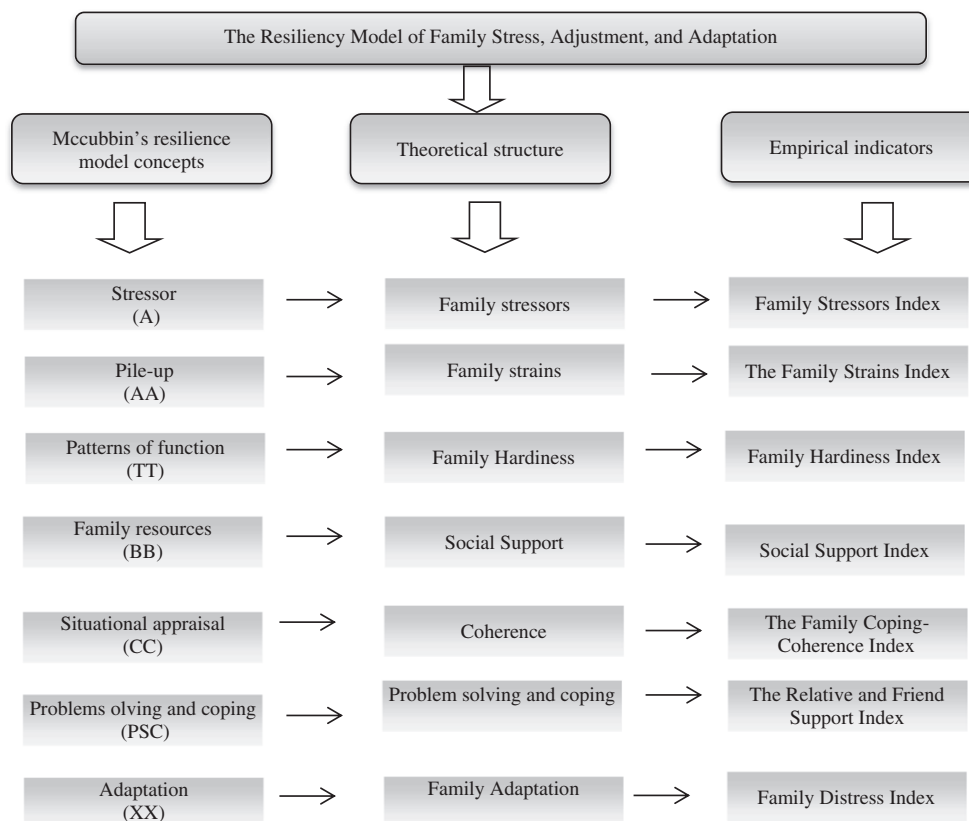 The Resiliency Model of Family Stress, Adjustment, and Adaptation
Mccubbin's resilience
model concepts
Theoretical structure
Empirical indicators
Stressor
(A)
Family stressors
Family Stressors Index
Pile-up
(AA)
Family strains
The Family Strains Index
Patterns of function
(TT)
Family Hardiness
Family Hardiness Index
Family resources
(BB)
Social Support
Social Support Index
Situational appraisal
(CC)
Coherence
The Family Coping-
Coherence Index
Problems olving and coping
(PSC)
Problem solving and coping
The Relative and Friend
Support Index
Adaptation
(XX)
Family Adaptation
Family Distress Index